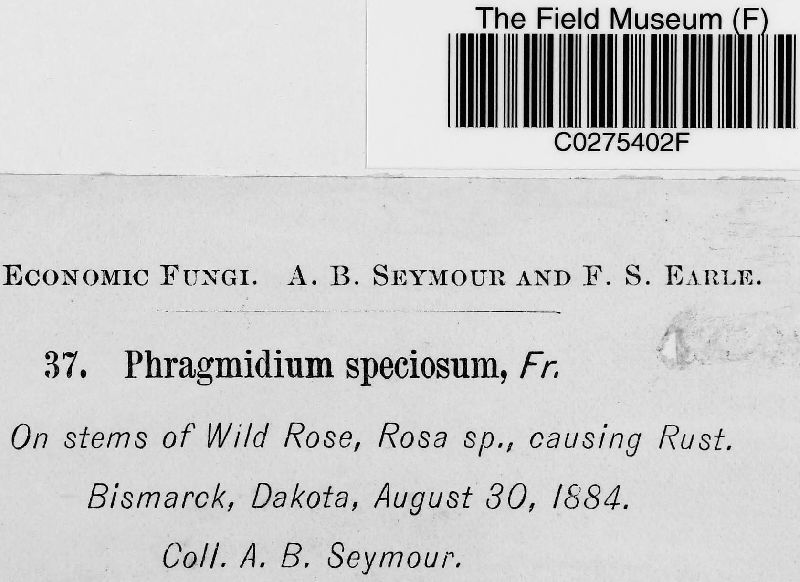 The Field Museum (F)
C0275402F
ECONOMIC FUNGI. A. B. SEYMOUR AND F. S. EARLE.
37. Phragmidium speciosum, Fr.
On stems of Wild Rose, Rosa sp., causing Rust.
Bismarck, Dakota, August 30, 1884.
Coll. A. B. Seymour.